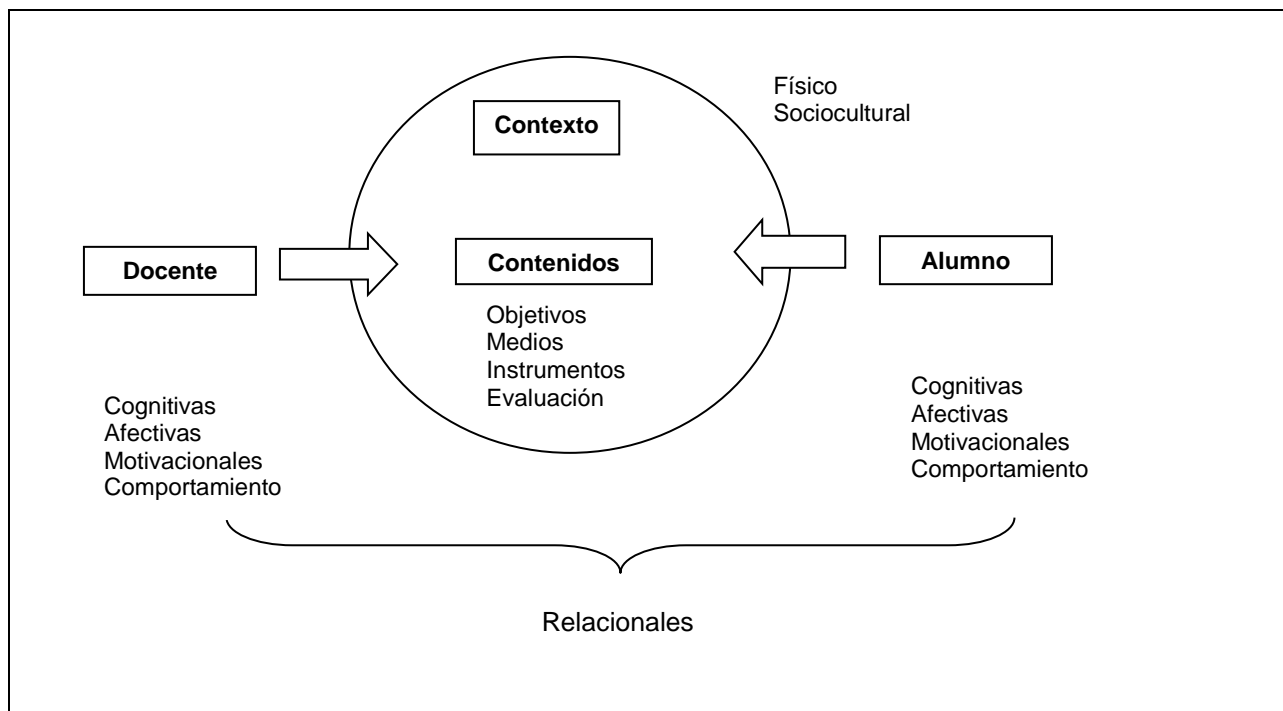 Físico
Sociocultural
Contexto
Docente
Contenidos
Alumno
Objetivos
Medios
Instrumentos
Evaluación
Cognitivas
Afectivas
Motivacionales
Comportamiento
Cognitivas
Afectivas
Motivacionales
Comportamiento
Relacionales